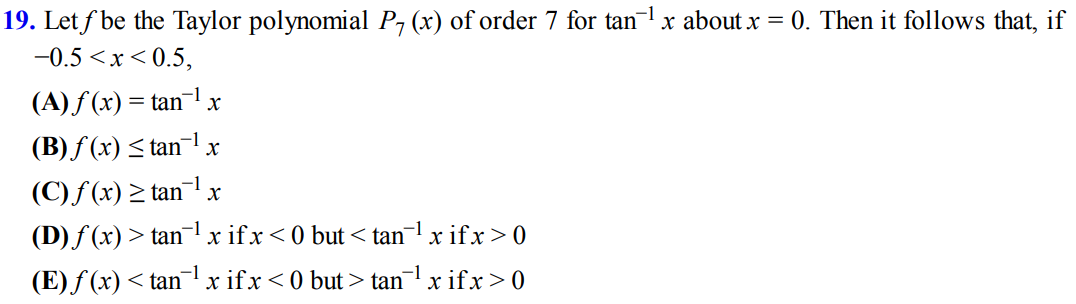 19. Let f be the Taylor polynomial P₇ (x) of order 7 for tan⁻¹ x about x = 0. Then it follows that, if
−0.5 < x < 0.5,
(A) f (x) = tan⁻¹ x
(B) f (x) ≤ tan⁻¹ x
(C) f (x) ≥ tan⁻¹ x
(D) f (x) > tan⁻¹ x if x < 0 but < tan⁻¹ x if x > 0
(E) f (x) < tan⁻¹ x if x < 0 but > tan⁻¹ x if x > 0